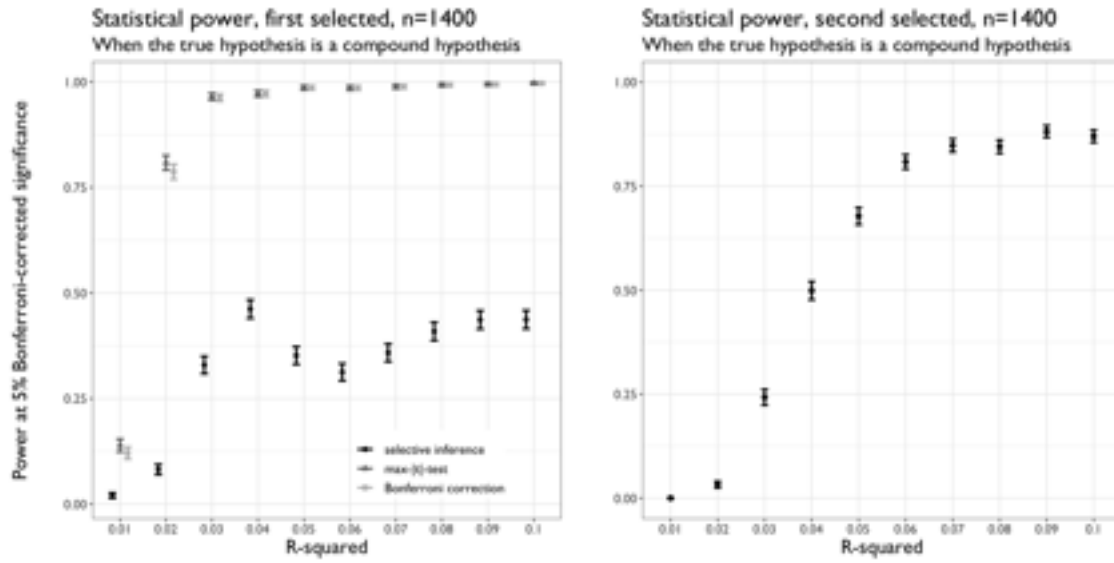 Statistical power, first selected, n=1400
When the true hypothesis is a compound hypothesis
Power at 5% Bonferroni-corrected significance
1.00
0.75
0.50
0.25
0.00
selective inference
max-|t|-test
Bonferroni correction
0.01 0.02 0.03 0.04 0.05 0.06 0.07 0.08 0.09 0.1
R-squared
Statistical power, second selected, n=1400
When the true hypothesis is a compound hypothesis
1.00
0.75
0.50
0.25
0.00
0.01 0.02 0.03 0.04 0.05 0.06 0.07 0.08 0.09 0.1
R-squared